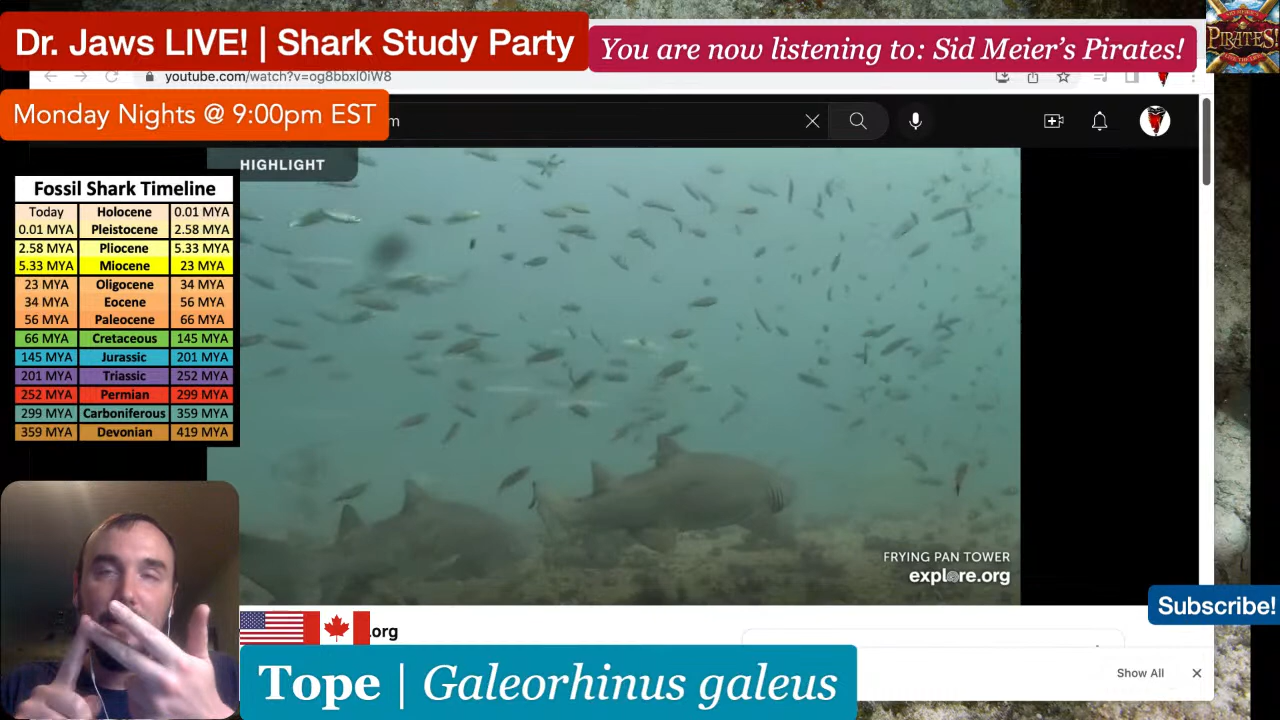 Dr. Jaws LIVE! | Shark Study Party
You are now listening to: Sid Meier's Pirates!
SID MEIER'S
PIRATES!
youtube.com/watch?v=og8bbxl0iW8
Monday Nights @ 9:00pm EST
m
HIGHLIGHT
Fossil Shark Timeline
Today Holocene 0.01 MYA
0.01 MYA Pleistocene 2.58 MYA
2.58 MYA Pliocene 5.33 MYA
5.33 MYA Miocene 23 MYA
23 MYA Oligocene 34 MYA
34 MYA Eocene 56 MYA
56 MYA Paleocene 66 MYA
66 MYA Cretaceous 145 MYA
145 MYA Jurassic 201 MYA
201 MYA Triassic 252 MYA
252 MYA Permian 299 MYA
299 MYA Carboniferous 359 MYA
359 MYA Devonian 419 MYA
FRYING PAN TOWER
explore.org
Subscribe!
.org
Show All
Tope | Galeorhinus galeus